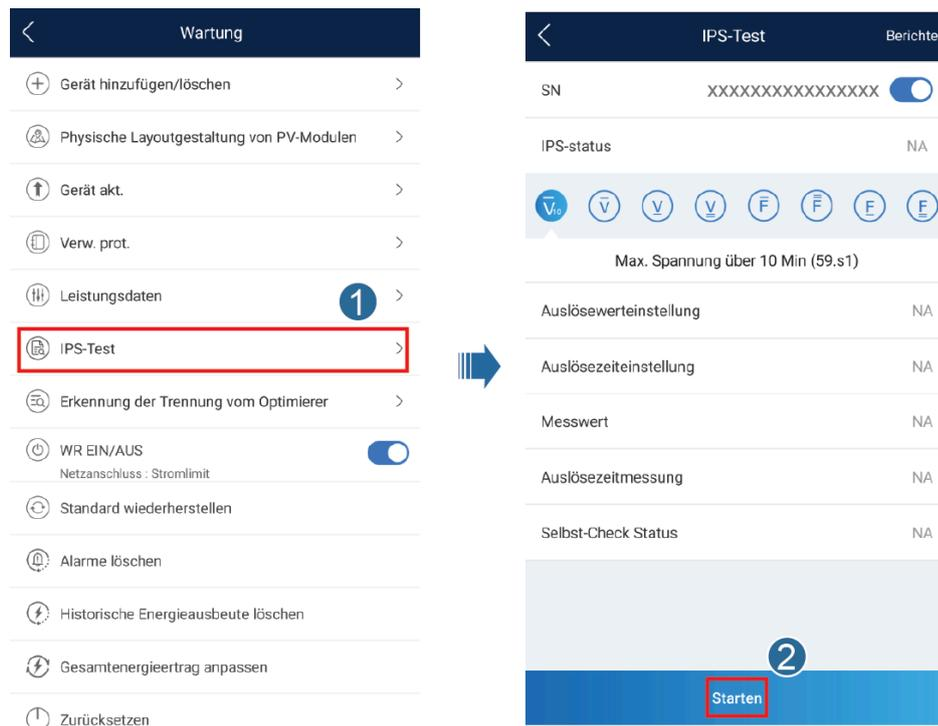 Wartung
Gerät hinzufügen/löschen
Physische Layoutgestaltung von PV-Modulen
Gerät akt.
Verw. prot.
Leistungsdaten
1
IPS-Test
Erkennung der Trennung vom Optimierer
WR EIN/AUS
Netzanschluss : Stromlimit
Standard wiederherstellen
Alarme löschen
Historische Energieausbeute löschen
Gesamtenergieertrag anpassen
Zurücksetzen
IPS-Test Berichte
SN XXXXXXXXXXXXXXXX
IPS-status NA
V̅₁₀ V̅ V̲ V̳ F̅ F̿ F̲ F̳
Max. Spannung über 10 Min (59.s1)
Auslösewerteinstellung NA
Auslösezeiteinstellung NA
Messwert NA
Auslösezeitmessung NA
Selbst-Check Status NA
2
Starten